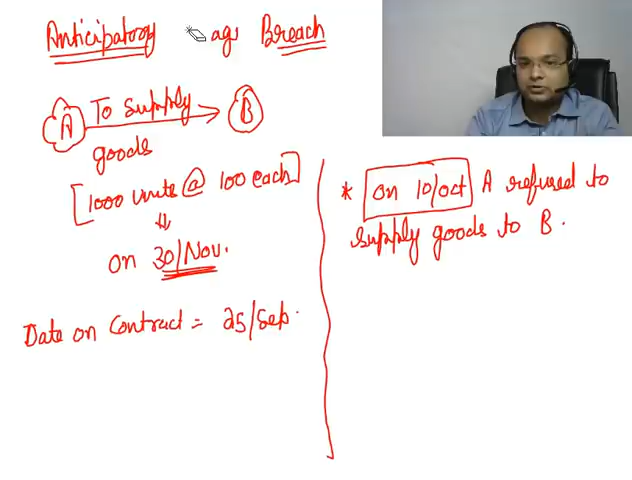 Anticipatory age Breach
A To supply B
goods
[1000 units @ 100 each]
⇓
on 30/Nov.
Date on Contract = 25/Sep.
* on 10/oct A refused to
supply goods to B.